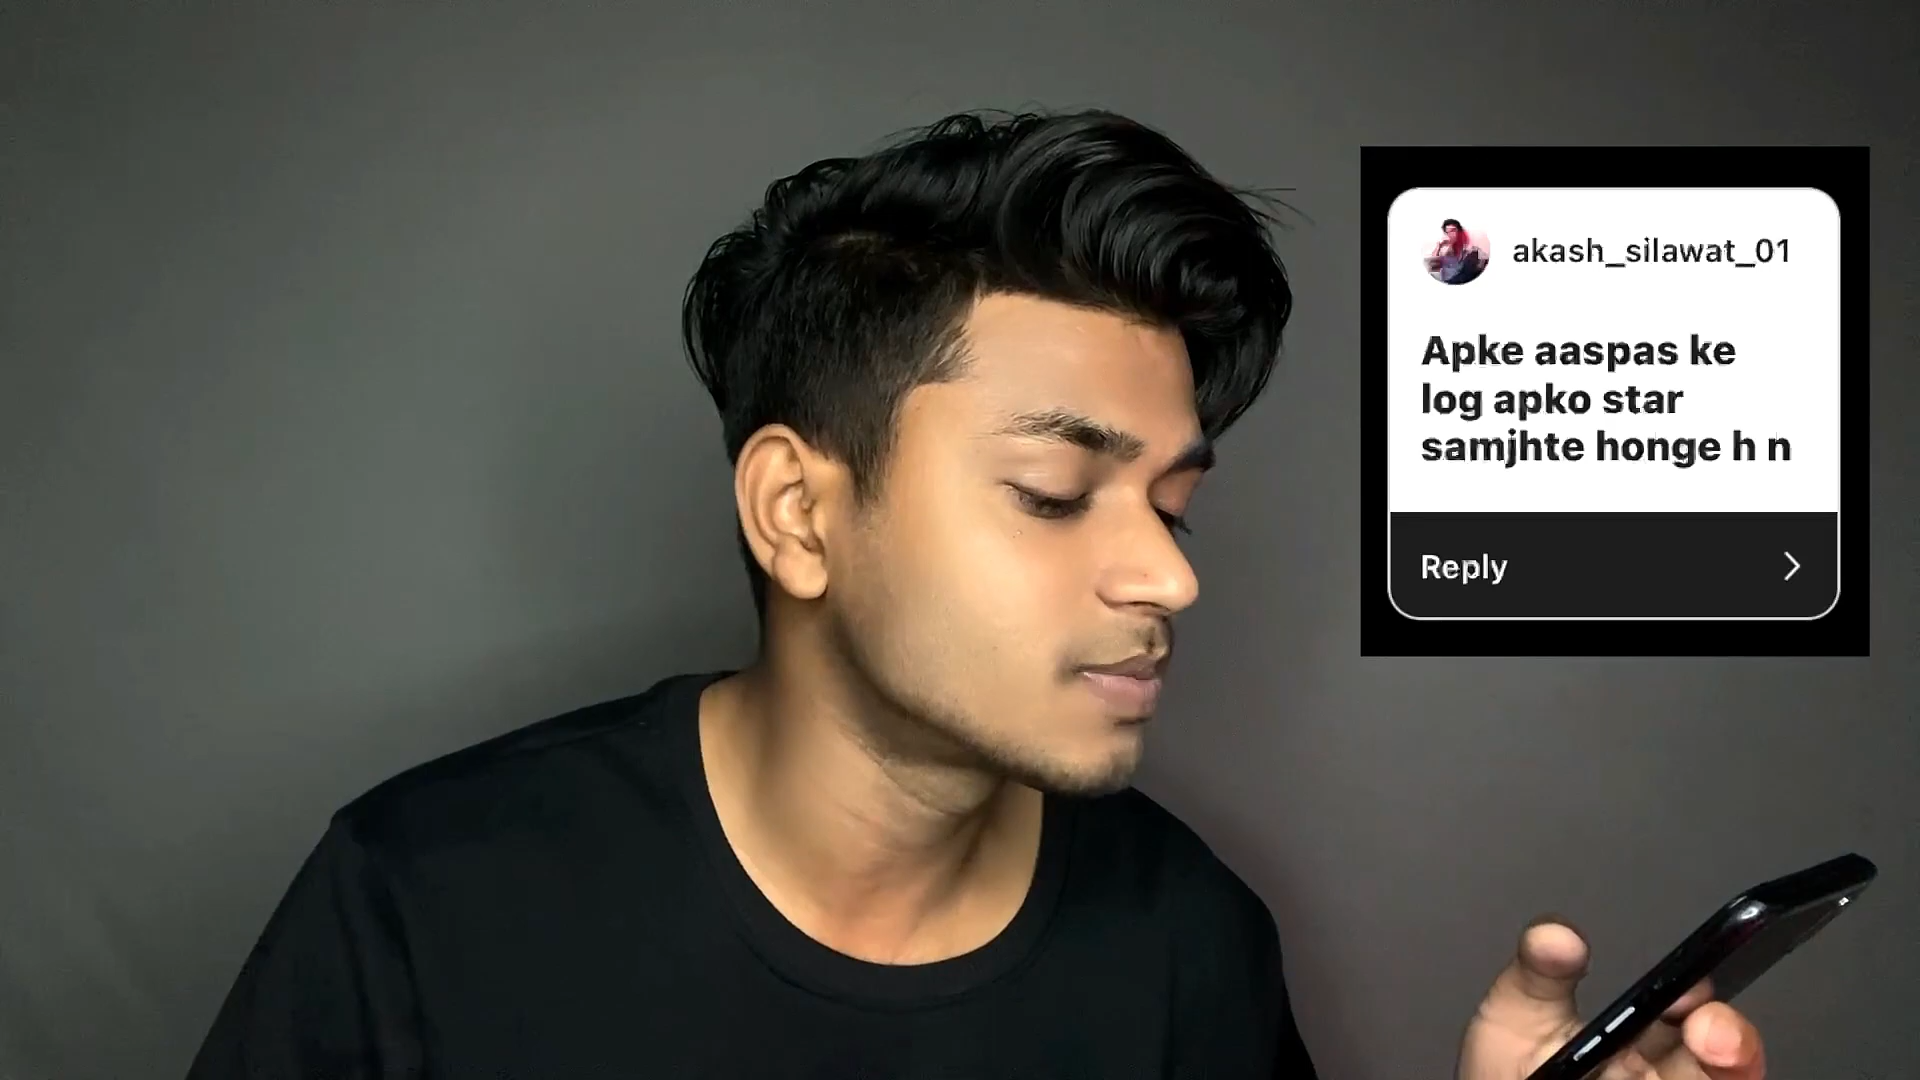 akash_silawat_01
Apke aaspas ke
log apko star
samjhte honge h n
Reply